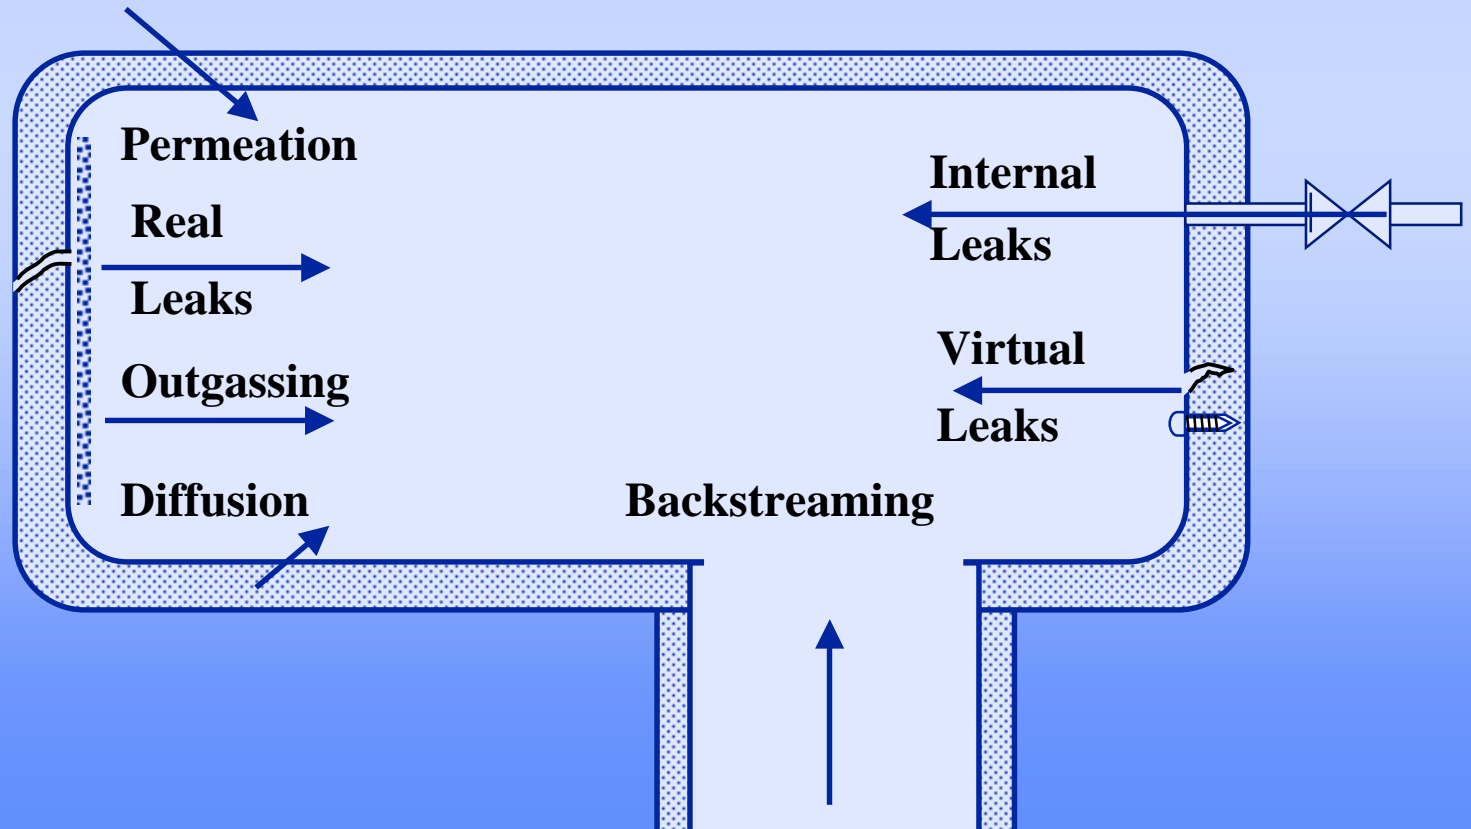 Permeation
Real
Leaks
Outgassing
Diffusion
Internal
Leaks
Virtual
Leaks
Backstreaming